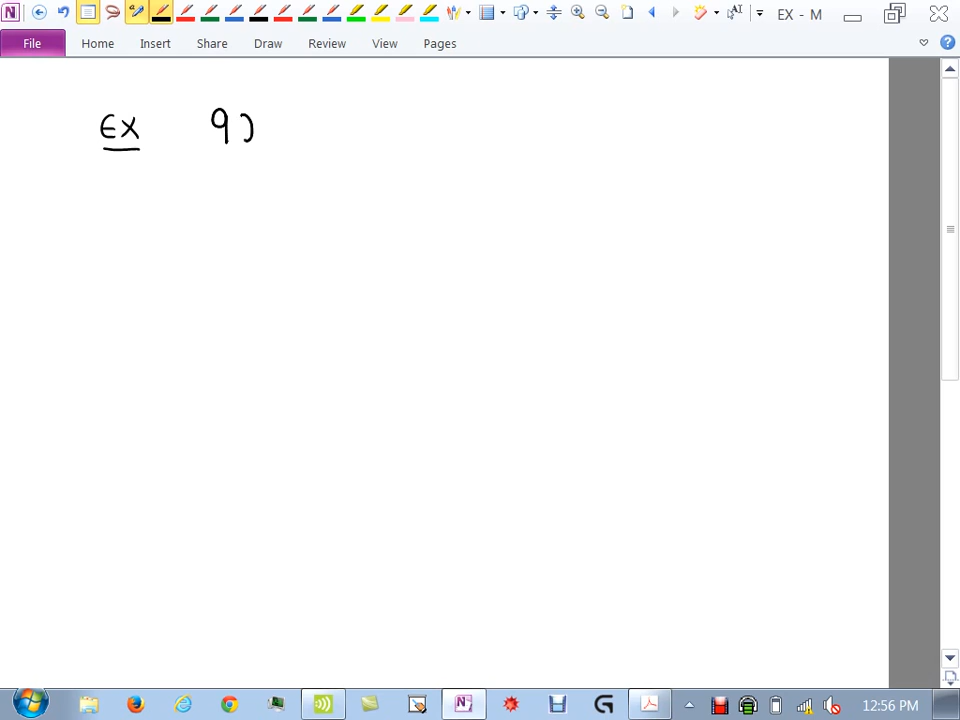 EX - M
File Home Insert Share Draw Review View Pages
EX 9)
12:56 PM